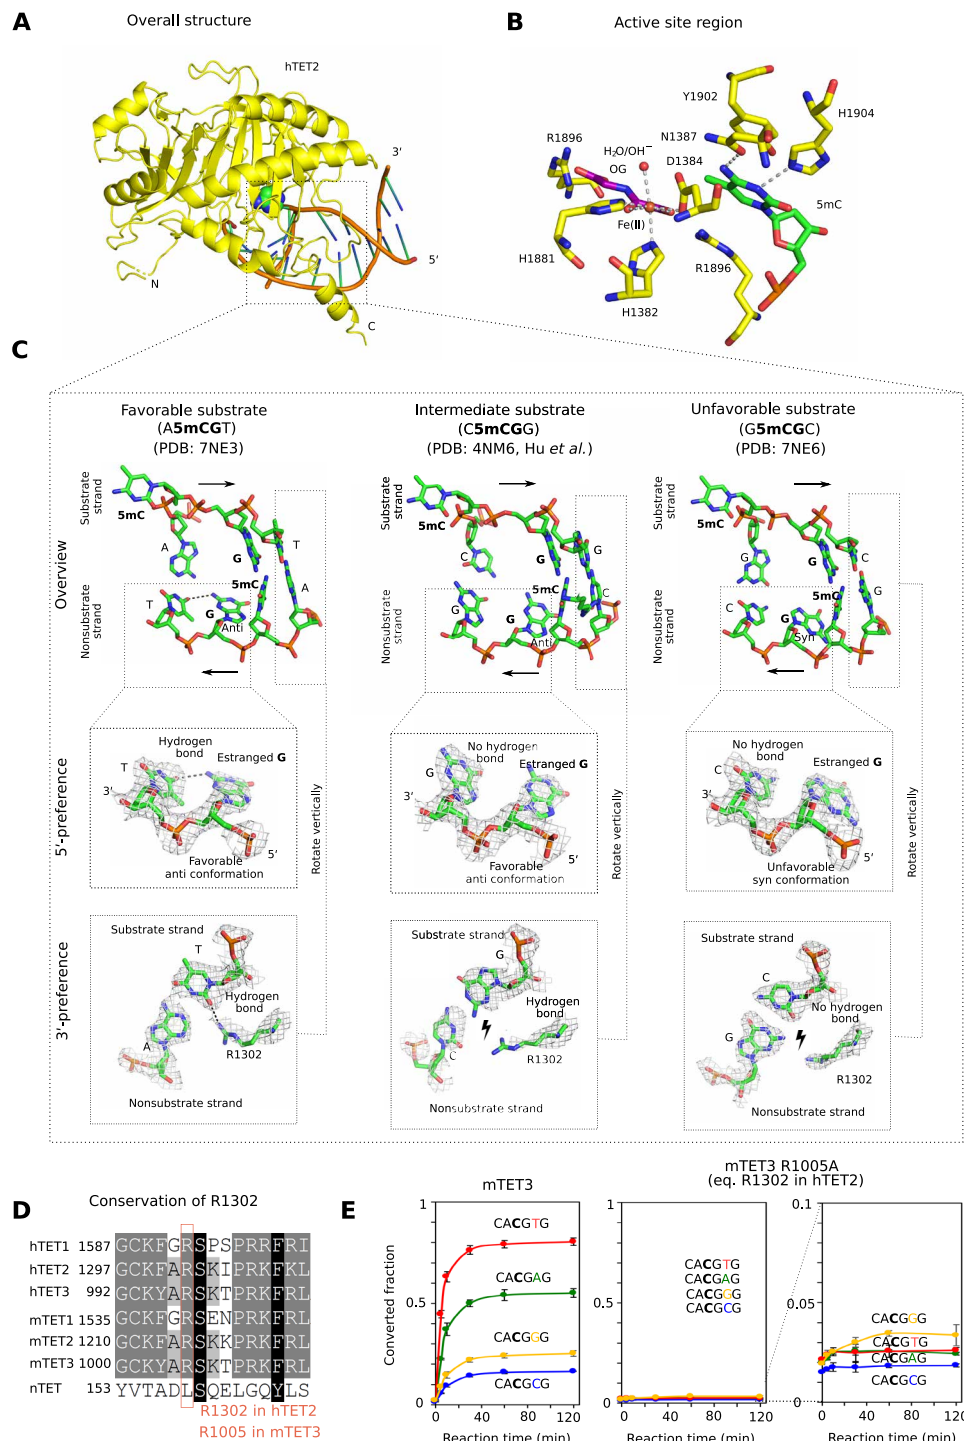 A
Overall structure
hTET2
3′
5′
N
C
B
Active site region
Y1902
H1904
N1387
R1896
H₂O/OH⁻
OG
D1384
5mC
Fe(II)
H1881
R1896
H1382
C
Favorable substrate
(A5mCGT)
(PDB: 7NE3)
Intermediate substrate
(C5mCGG)
(PDB: 4NM6, Hu et al.)
Unfavorable substrate
(G5mCGC)
(PDB: 7NE6)
Overview
Substrate strand
Nonsubstrate strand
5mC
A
T
G
5mC
T
G
A
Anti
Substrate strand
Nonsubstrate strand
5mC
C
G
G
5mC
G
G
C
Anti
Substrate strand
Nonsubstrate strand
5mC
G
C
G
5mC
C
G
G
Syn
5′-preference
Hydrogen bond
Estranged G
T
3′
5′
Favorable
anti conformation
Rotate vertically
No hydrogen bond
Estranged G
G
3′
5′
Favorable
anti conformation
Rotate vertically
No hydrogen bond
Estranged G
C
3′
5′
Unfavorable
syn conformation
Rotate vertically
3′-preference
Substrate strand
T
Hydrogen bond
A
R1302
Nonsubstrate strand
Substrate strand
G
Hydrogen bond
C
R1302
Nonsubstrate strand
Substrate strand
C
No hydrogen bond
G
R1302
Nonsubstrate strand
D
Conservation of R1302
hTET1 1587 GCKFGRSPSPRRFRI
hTET2 1297 GCKFARSKIPRKFRL
hTET3 992 GCKYARSKTPRKFRL
mTET1 1535 GCKFGRSENPRKFRL
mTET2 1210 GCKFARSKKPRKFRL
mTET3 1000 GCKYARSKTPRKFRL
nTET 153 YVTADLSQELGQYLS
R1302 in hTET2
R1005 in mTET3
E
mTET3
Converted fraction
1
0.5
0
0 40 80 120
Reaction time (min)
CACGTG
CACGAG
CACGGG
CACGCG
mTET3 R1005A
(eq. R1302 in hTET2)
1
0.5
0
0 40 80 120
Reaction time (min)
CACGTG
CACGAG
CACGGG
CACGCG
0.1
0.05
0
0 40 80 120
Reaction time (min)
CACGGG
CACGTG
CACGAG
CACGCG